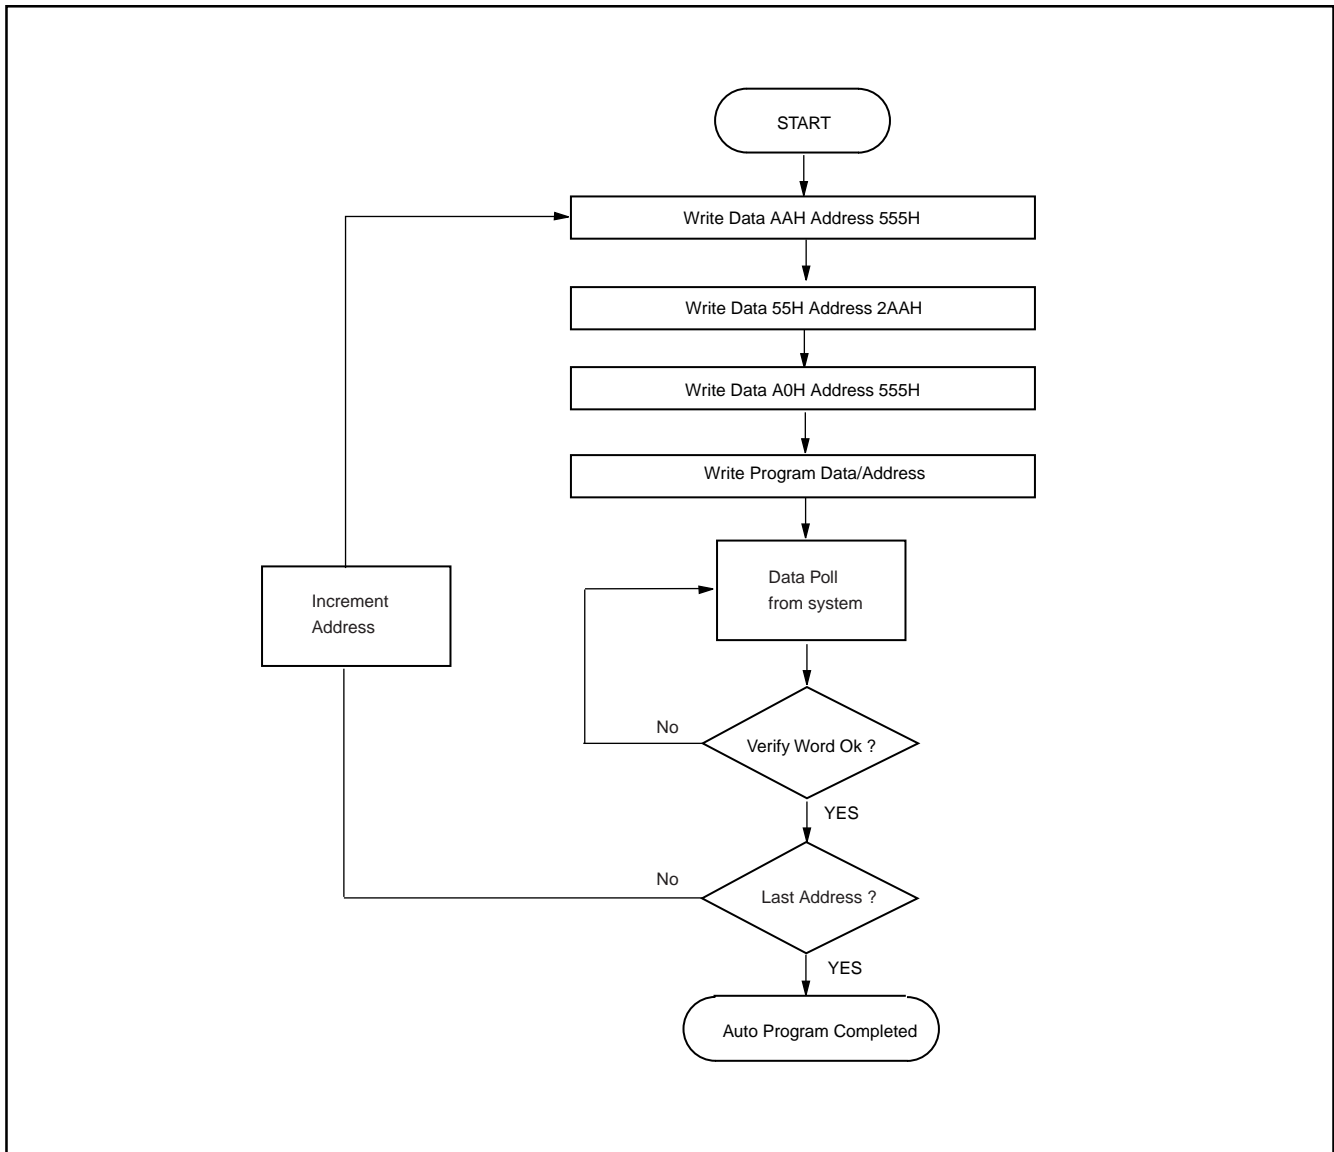 START
Write Data AAH Address 555H
Write Data 55H Address 2AAH
Write Data A0H Address 555H
Write Program Data/Address
Data Poll
from system
Increment
Address
No
Verify Word Ok ?
YES
No
Last Address ?
YES
Auto Program Completed